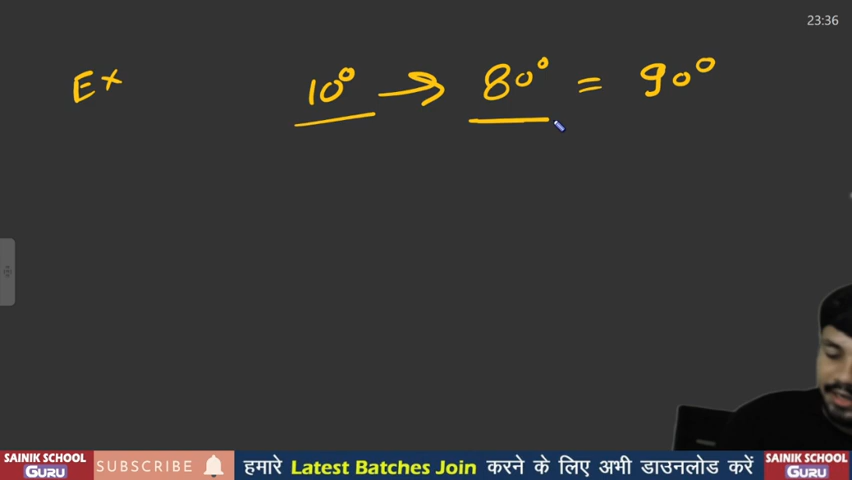 23:36
Ex 10° → 80° = 90°
SAINIK SCHOOL GURU SUBSCRIBE हमारे Latest Batches Join करने के लिए अभी डाउनलोड करें SAINIK SCHOOL GURU